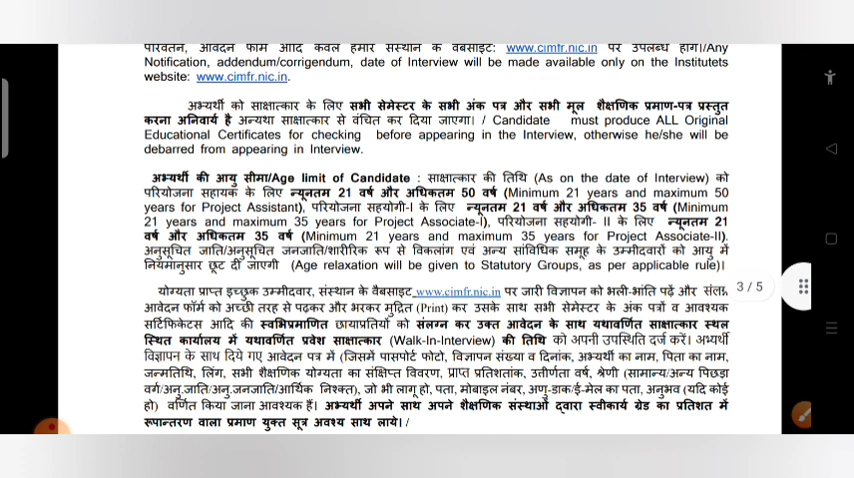 परिवर्तन, आवेदन फॉर्म आदि केवल हमारे संस्थान के वेबसाइट: www.cimfr.nic.in पर उपलब्ध होंगे।/Any
Notification, addendum/corrigendum, date of Interview will be made available only on the Institutets
website: www.cimfr.nic.in.
अभ्यर्थी को साक्षात्कार के लिए सभी सेमेस्टर के सभी अंक पत्र और सभी मूल शैक्षणिक प्रमाण-पत्र प्रस्तुत
करना अनिवार्य है अन्यथा साक्षात्कार से वंचित कर दिया जाएगा। / Candidate must produce ALL Original
Educational Certificates for checking before appearing in the Interview, otherwise he/she will be
debarred from appearing in Interview.
अभ्यर्थी की आयु सीमा/Age limit of Candidate : साक्षात्कार की तिथि (As on the date of Interview) को
परियोजना सहायक के लिए न्यूनतम 21 वर्ष और अधिकतम 50 वर्ष (Minimum 21 years and maximum 50
years for Project Assistant), परियोजना सहयोगी-I के लिए न्यूनतम 21 वर्ष और अधिकतम 35 वर्ष (Minimum
21 years and maximum 35 years for Project Associate-I), परियोजना सहयोगी- II के लिए न्यूनतम 21
वर्ष और अधिकतम 35 वर्ष (Minimum 21 years and maximum 35 years for Project Associate-II).
अनुसूचित जाति/अनुसूचित जनजाति/शारीरिक रूप से विकलांग एवं अन्य सांविधिक समूह के उम्मीदवारों को आयु में
नियमानुसार छूट दी जाएगी (Age relaxation will be given to Statutory Groups, as per applicable rule)।
योग्यता प्राप्त इच्छुक उम्मीदवार, संस्थान के वैबसाइट www.cimfr.nic.in पर जारी विज्ञापन को भली-भांति पढ़ें और
3 / 5
आवेदन फॉर्म को अच्छी तरह से पढ़कर और भरकर मुद्रित (Print) कर उसके साथ सभी सेमेस्टर के अंक पत्रों व आवश्यक
सर्टिफिकेटस आदि की स्वभिप्रमाणित छायाप्रतियों को संलग्न कर उक्त आवेदन के साथ यथावर्णित साक्षात्कार स्थल
स्थित कार्यालय में यथावर्णित प्रवेश साक्षात्कार (Walk-In-Interview) की तिथि को अपनी उपस्थिति दर्ज करें। अभ्यर्थी
विज्ञापन के साथ दिये गए आवेदन पत्र में (जिसमें पासपोर्ट फोटो, विज्ञापन संख्या व दिनांक, अभ्यर्थी का नाम, पिता का नाम,
जन्मतिथि, लिंग, सभी शैक्षणिक योग्यता का संक्षिप्त विवरण, प्राप्त प्रतिशतांक, उत्तीर्णता वर्ष, श्रेणी (सामान्य/अन्य पिछड़ा
वर्ग/अनु.जाति/अनु.जनजाति/आर्थिक निश्क्त), जो भी लागू हो, पता, मोबाइल नंबर, अणु-डाक/ई-मेल का पता, अनुभव (यदि कोई
हो) वर्णित किया जाना आवश्यक हैं। अभ्यर्थी अपने साथ अपने शैक्षणिक संस्थाओं द्वारा स्वीकार्य ग्रेड का प्रतिशत में
रूपान्तरण वाला प्रमाण युक्त सूत्र अवश्य साथ लाये। /